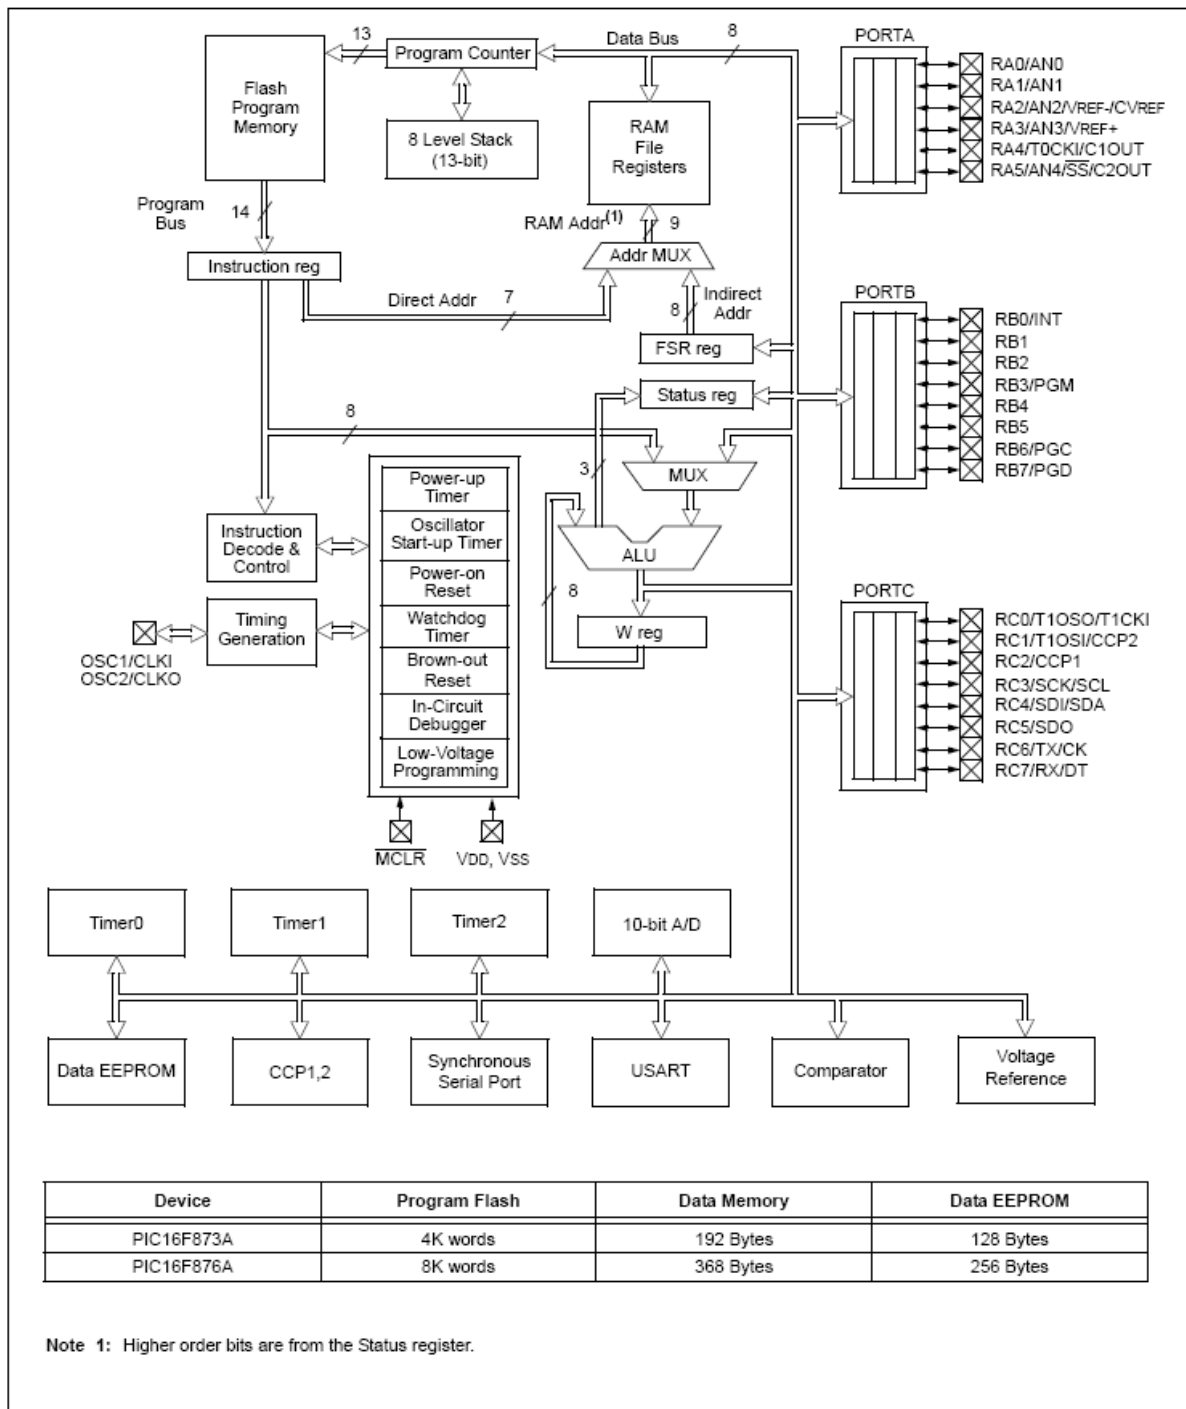 13
Program Counter
Data Bus
8
PORTA
Flash
Program
Memory
8 Level Stack
(13-bit)
RAM
File
Registers
RA0/AN0
RA1/AN1
RA2/AN2/VREF-/CVREF
RA3/AN3/VREF+
RA4/T0CKI/C1OUT
RA5/AN4/SS/C2OUT
Program
Bus
14
RAM Addr(1)
9
Addr MUX
Instruction reg
Direct Addr
7
8
Indirect
Addr
FSR reg
Status reg
PORTB
RB0/INT
RB1
RB2
RB3/PGM
RB4
RB5
RB6/PGC
RB7/PGD
8
3
MUX
ALU
8
W reg
Instruction
Decode &
Control
Timing
Generation
OSC1/CLKI
OSC2/CLKO
Power-up
Timer
Oscillator
Start-up Timer
Power-on
Reset
Watchdog
Timer
Brown-out
Reset
In-Circuit
Debugger
Low-Voltage
Programming
MCLR
VDD, VSS
PORTC
RC0/T1OSO/T1CKI
RC1/T1OSI/CCP2
RC2/CCP1
RC3/SCK/SCL
RC4/SDI/SDA
RC5/SDO
RC6/TX/CK
RC7/RX/DT
Timer0
Timer1
Timer2
10-bit A/D
Data EEPROM
CCP1,2
Synchronous
Serial Port
USART
Comparator
Voltage
Reference
Device Program Flash Data Memory Data EEPROM
PIC16F873A 4K words 192 Bytes 128 Bytes
PIC16F876A 8K words 368 Bytes 256 Bytes
Note 1: Higher order bits are from the Status register.